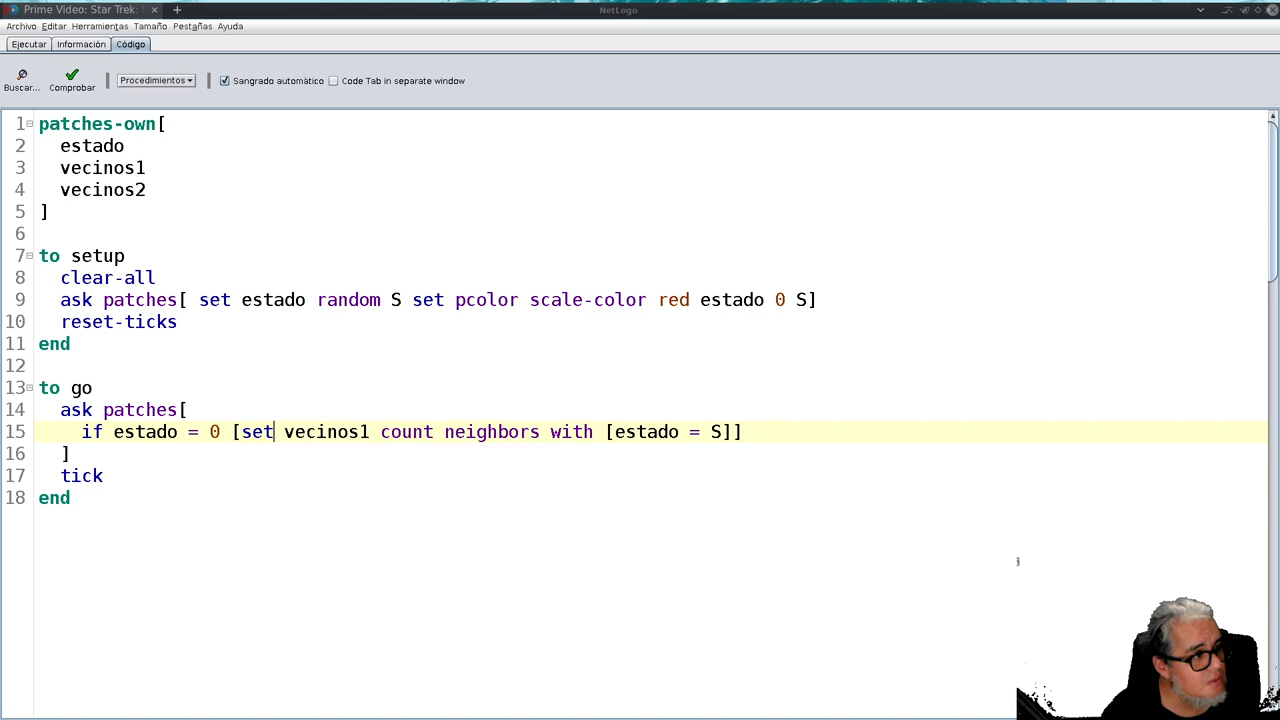 Prime Video: Star Trek:
NetLogo
Archivo Editar Herramientas Tamaño Pestañas Ayuda
Ejecutar Información Código
Buscar... Comprobar Procedimientos Sangrado automático Code Tab in separate window
1 patches-own[
2 estado
3 vecinos1
4 vecinos2
5 ]
6
7 to setup
8 clear-all
9 ask patches[ set estado random S set pcolor scale-color red estado 0 S]
10 reset-ticks
11 end
12
13 to go
14 ask patches[
15 if estado = 0 [set vecinos1 count neighbors with [estado = S]]
16 ]
17 tick
18 end